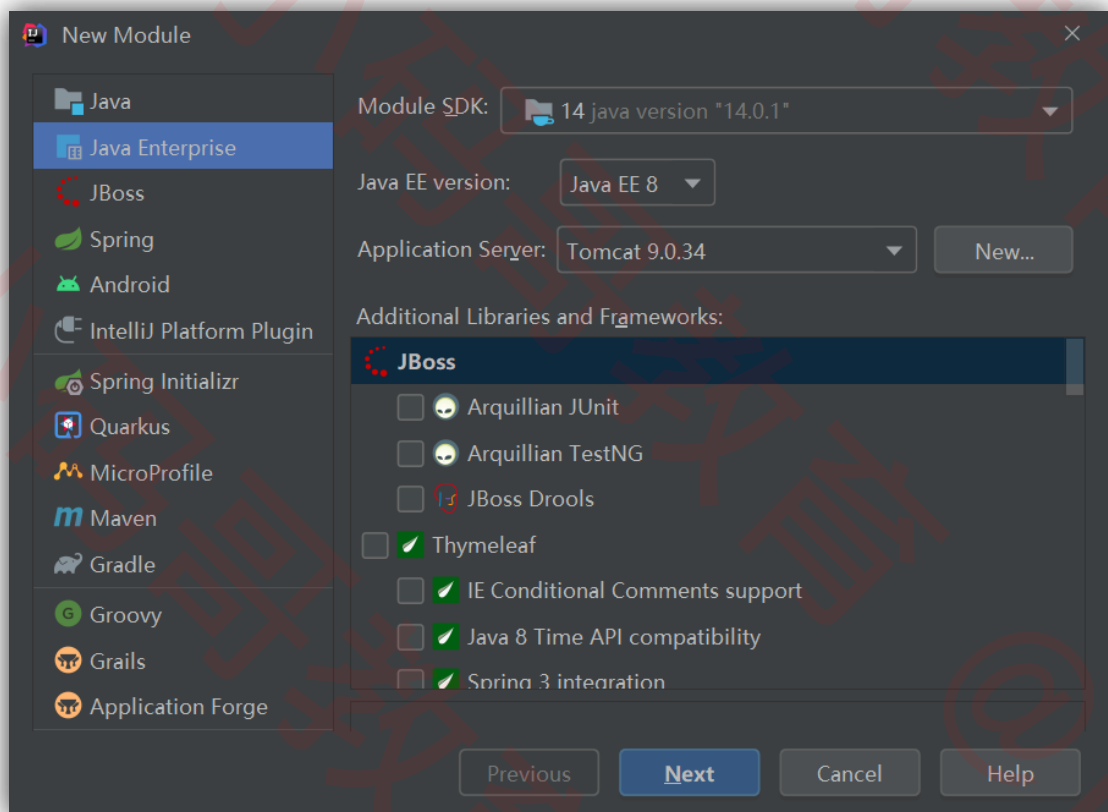 New Module
Java
Java Enterprise
JBoss
Spring
Android
IntelliJ Platform Plugin
Spring Initializr
Quarkus
MicroProfile
Maven
Gradle
Groovy
Grails
Application Forge
Module SDK: 14 java version "14.0.1"
Java EE version: Java EE 8
Application Server: Tomcat 9.0.34 New...
Additional Libraries and Frameworks:
JBoss
Arquillian JUnit
Arquillian TestNG
JBoss Drools
Thymeleaf
IE Conditional Comments support
Java 8 Time API compatibility
Spring 3 integration
Previous Next Cancel Help